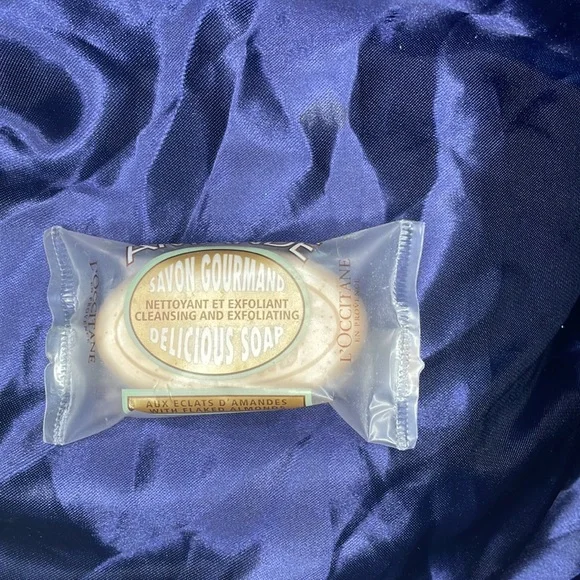 SAVON GOURMAND
NETTOYANT ET EXFOLIANT
CLEANSING AND EXFOLIATING
DELICIOUS SOAP
AUX ECLATS D'AMANDES
WITH FLAKED ALMONDS
L'OCCITANE
EN PROVENCE
L'OCCITANE